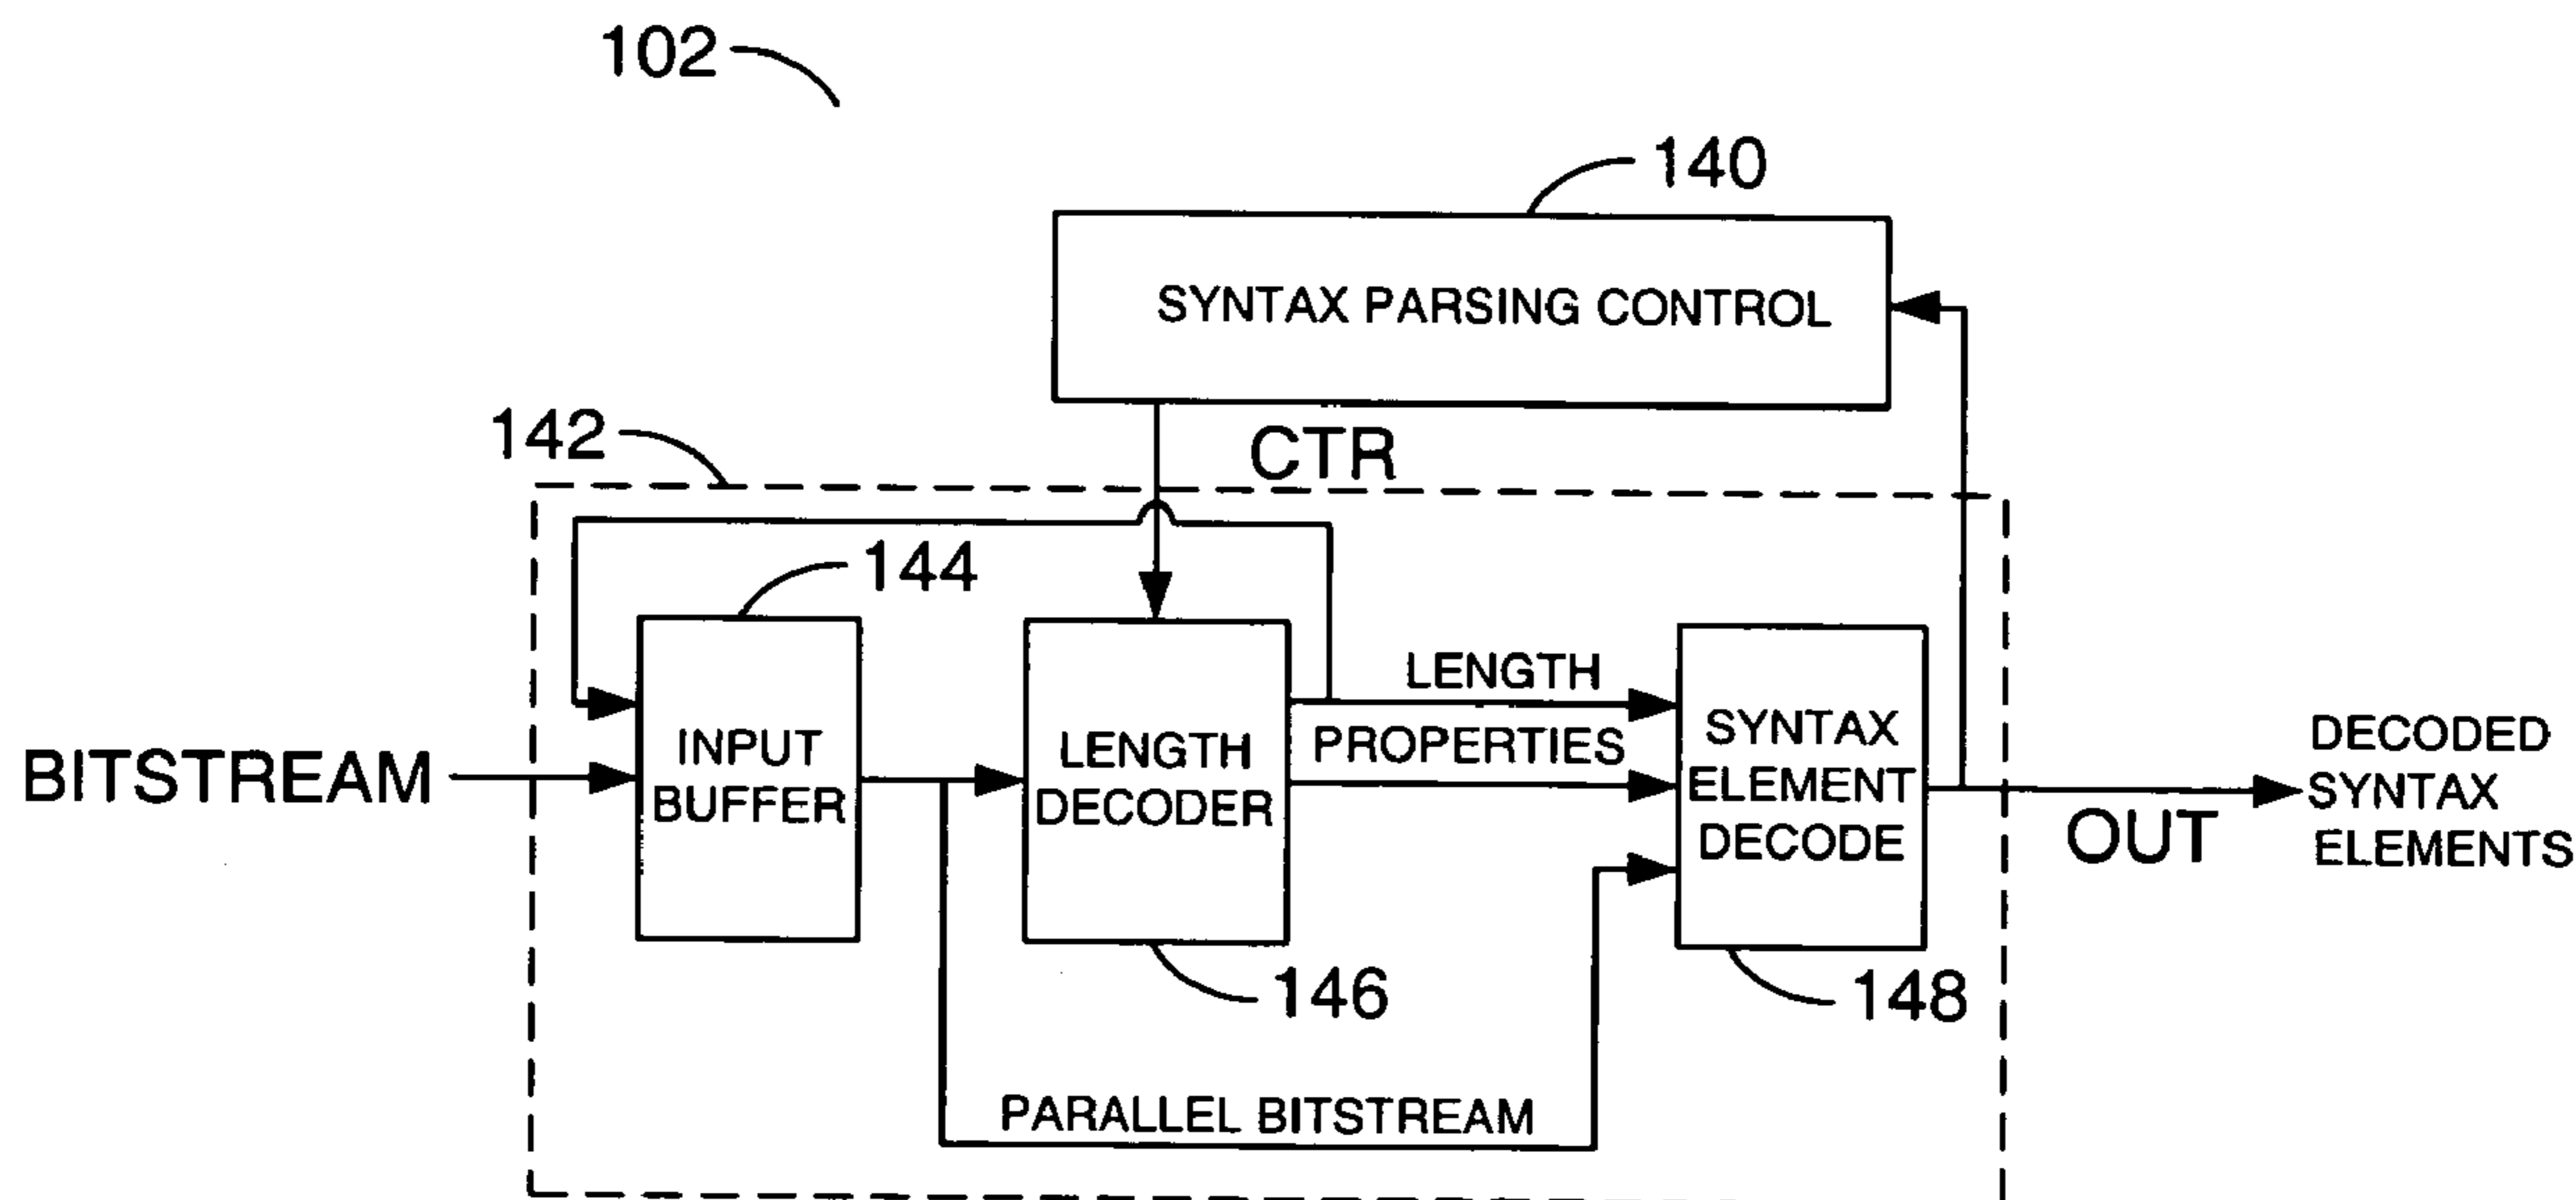 102
140
SYNTAX PARSING CONTROL
142
CTR
144
LENGTH
PROPERTIES
BITSTREAM
INPUT
BUFFER
LENGTH
DECODER
SYNTAX
ELEMENT
DECODE
DECODED
SYNTAX
ELEMENTS
OUT
146
148
PARALLEL BITSTREAM